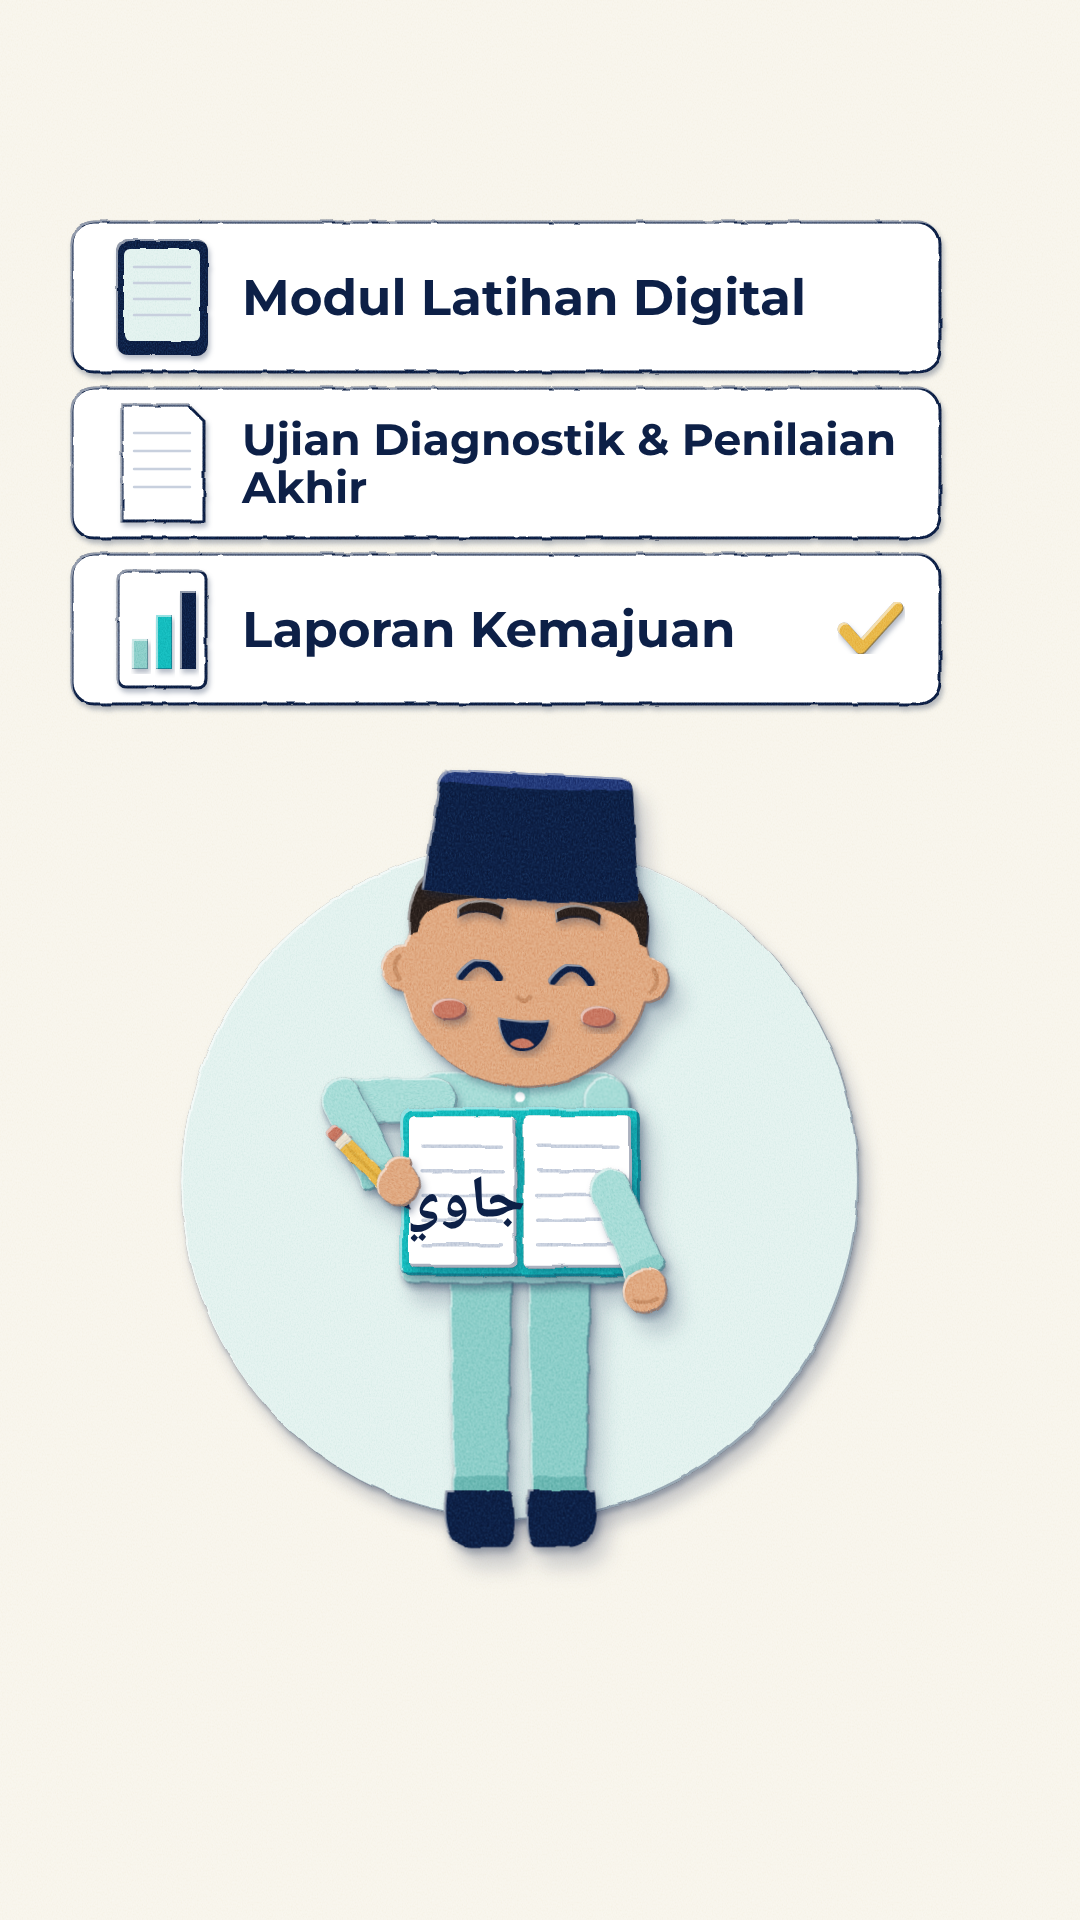 Modul Latihan Digital
Ujian Diagnostik & Penilaian
Akhir
Laporan Kemajuan
جاوي